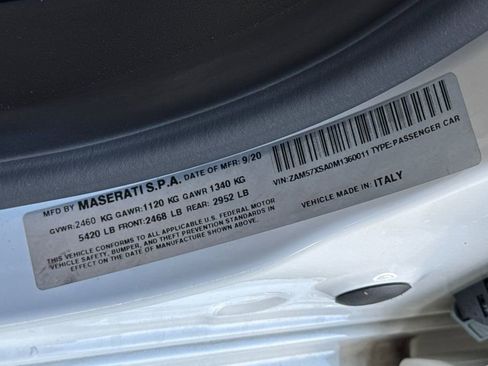 MFD BY MASERATI S.P.A. DATE OF MFR: 9/20
GVWR: 2460 KG GAWR: 1120 KG GAWR 1340 KG
5420 LB FRONT: 2468 LB REAR: 2952 LB
THIS VEHICLE CONFORMS TO ALL APPLICABLE U.S. FEDERAL MOTOR
VEHICLE SAFETY, BUMPER, AND THEFT PREVENTION STANDARDS IN
EFFECT ON THE DATE OF MANUFACTURE SHOWN ABOVE.
VIN: ZAM57XSA0M1360011 TYPE: PASSENGER CAR
VEHICLE MADE IN: ITALY